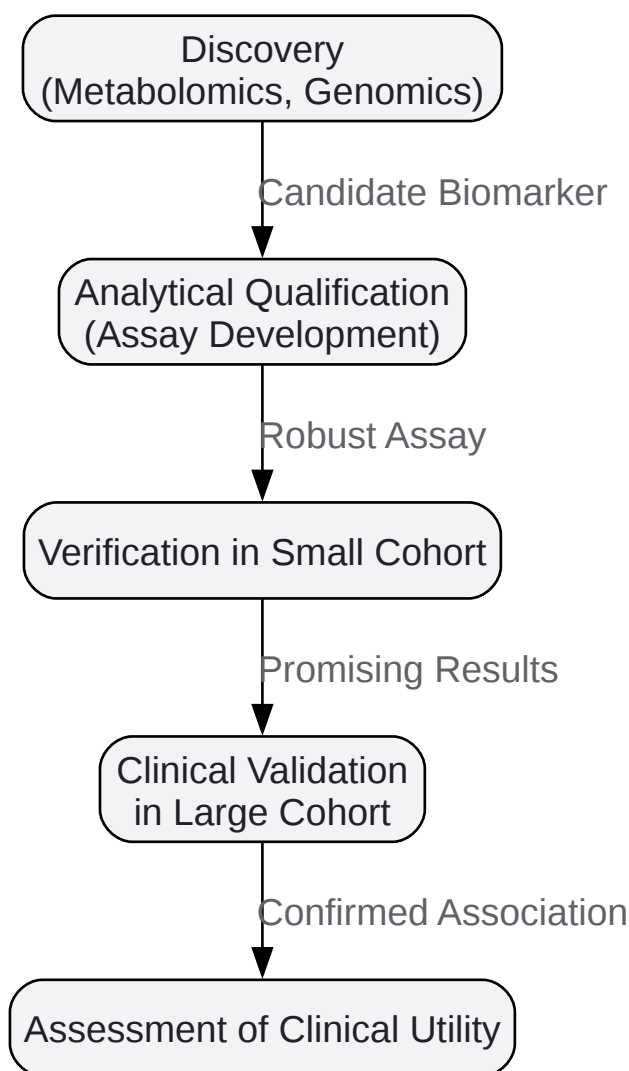 Discovery
(Metabolomics, Genomics)
Candidate Biomarker
Analytical Qualification
(Assay Development)
Robust Assay
Verification in Small Cohort
Promising Results
Clinical Validation
in Large Cohort
Confirmed Association
Assessment of Clinical Utility